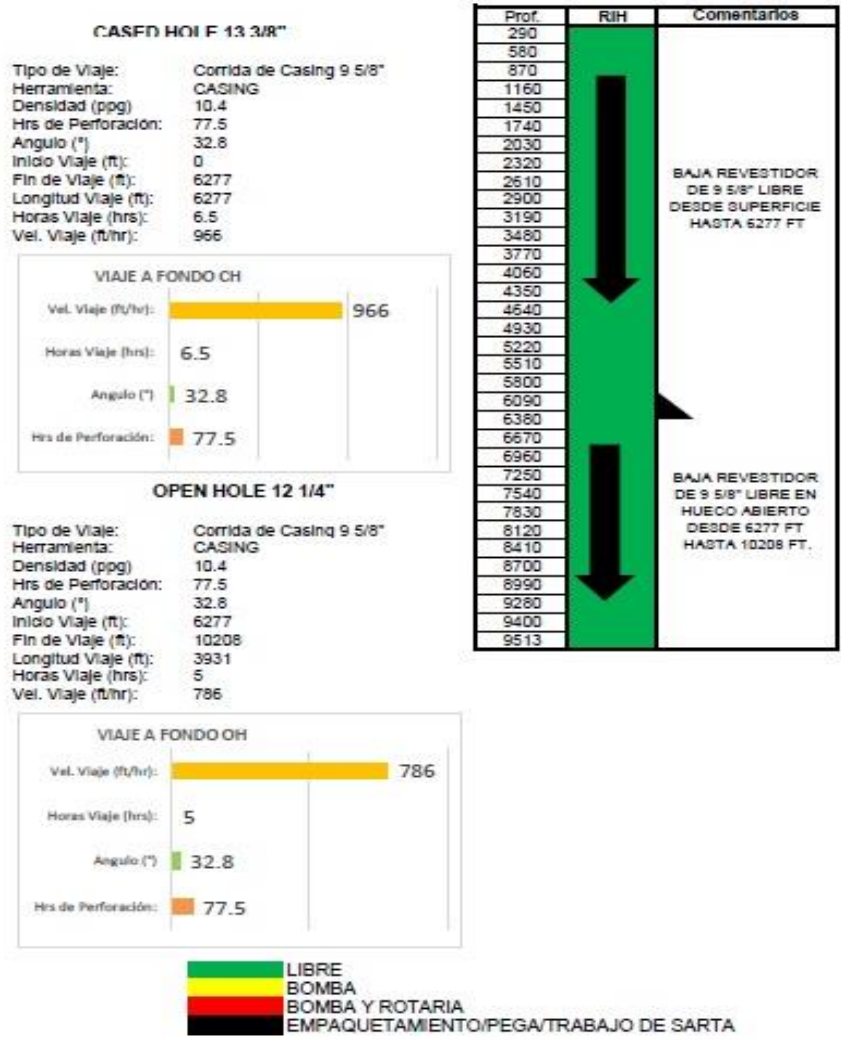 CASED HOLE 13 3/8"
Tipo de Viaje: Corrida de Casing 9 5/8"
Herramienta: CASING
Densidad (ppg) 10.4
Hrs de Perforación: 77.5
Angulo (°) 32.8
Inicio Viaje (ft): 0
Fin de Viaje (ft): 6277
Longitud Viaje (ft): 6277
Horas Viaje (hrs): 6.5
Vel. Viaje (ft/hr): 966
VIAJE A FONDO CH
Vel. Viaje (ft/hr): 966
Horas Viaje (hrs): 6.5
Angulo (°) 32.8
Hrs de Perforación: 77.5
OPEN HOLE 12 1/4"
Tipo de Viaje: Corrida de Casing 9 5/8"
Herramienta: CASING
Densidad (ppg) 10.4
Hrs de Perforación: 77.5
Angulo (°) 32.8
Inicio Viaje (ft): 6277
Fin de Viaje (ft): 10208
Longitud Viaje (ft): 3931
Horas Viaje (hrs): 5
Vel. Viaje (ft/hr): 786
VIAJE A FONDO OH
Vel. Viaje (ft/hr): 786
Horas Viaje (hrs): 5
Angulo (°) 32.8
Hrs de Perforación: 77.5
Prof. RIH Comentarios
290
580
870
1160
1450
1740
2030
2320
2610
2900
3190
3480
3770
4060
4350
4640
4930
5220
5510
5800
6090
6380
6670
6960
7250
7540
7830
8120
8410
8700
8990
9280
9400
9513
BAJA REVESTIDOR
DE 9 5/8" LIBRE
DESDE SUPERFICIE
HASTA 6277 FT
BAJA REVESTIDOR
DE 9 5/8" LIBRE EN
HUECO ABIERTO
DESDE 6277 FT
HASTA 10208 FT.
LIBRE
BOMBA
BOMBA Y ROTARIA
EMPAQUETAMIENTO/PEGA/TRABAJO DE SARTA